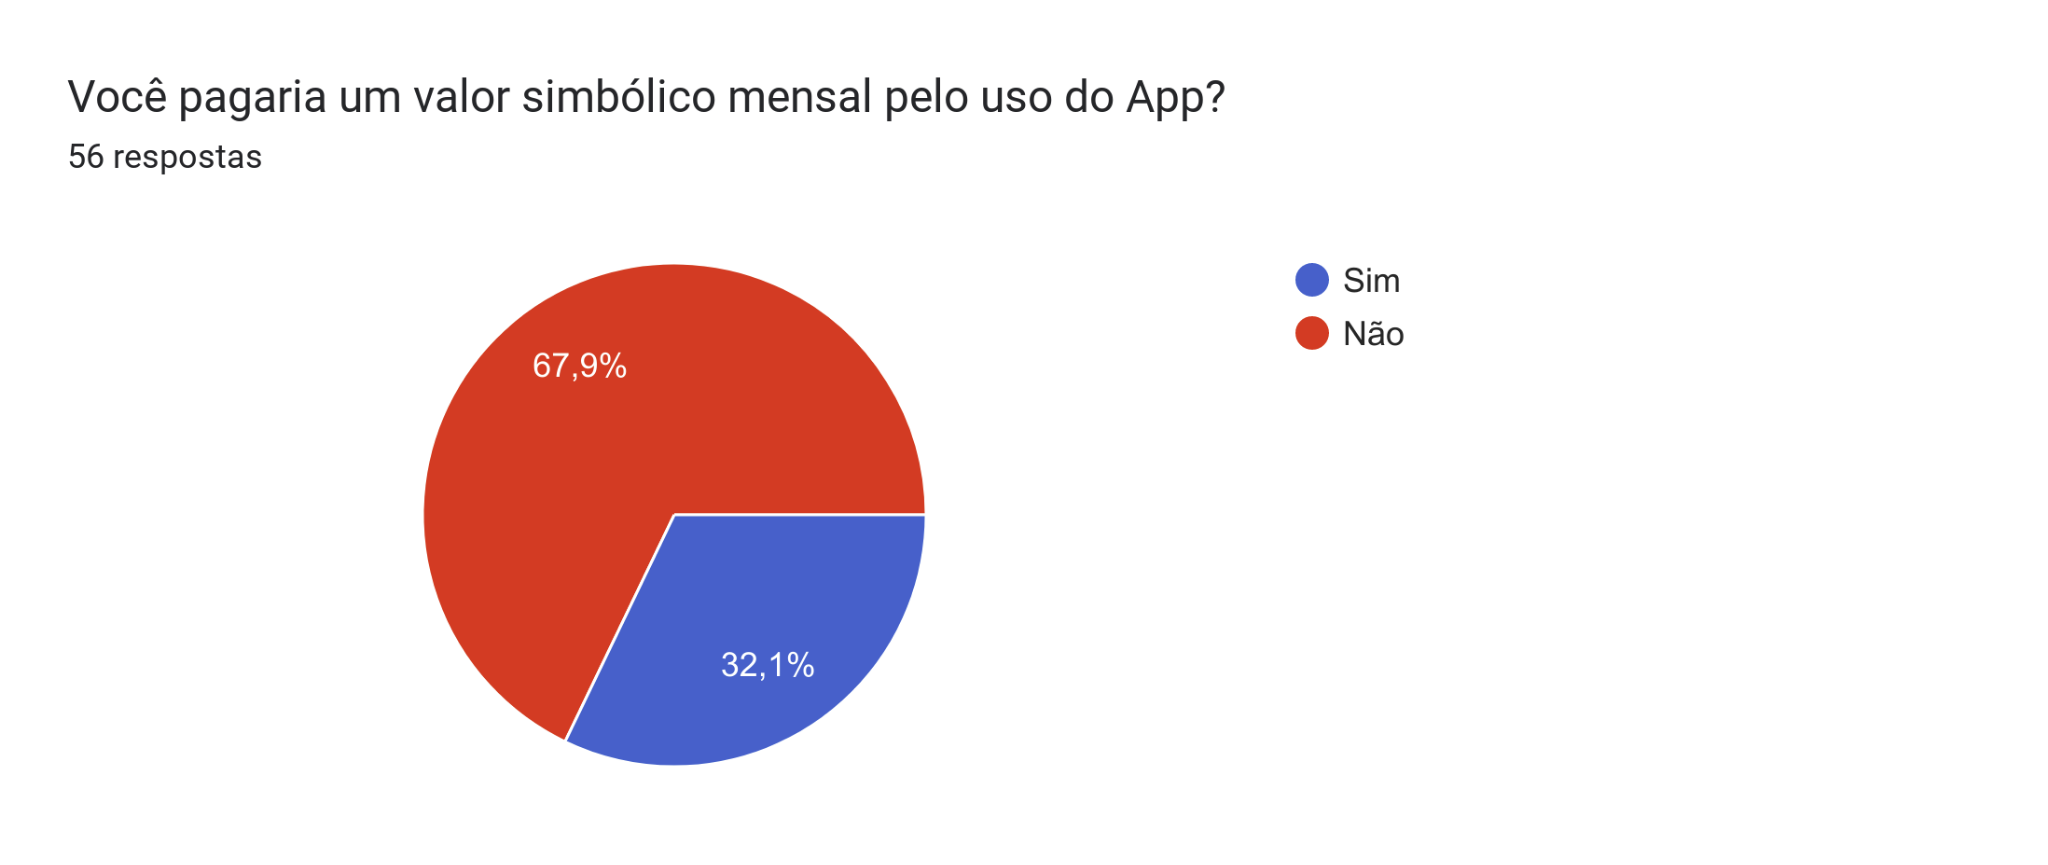 Você pagaria um valor simbólico mensal pelo uso do App?
56 respostas
Sim
Não
67,9%
32,1%